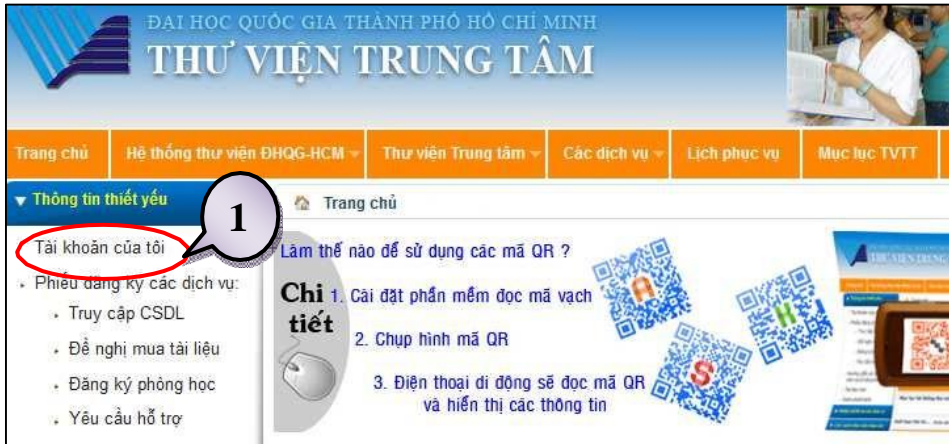 ĐẠI HỌC QUỐC GIA THÀNH PHỐ HỒ CHÍ MINH
THƯ VIỆN TRUNG TÂM
Trang chủ
Hệ thống thư viện ĐHQG-HCM
Thư viện Trung tâm
Các dịch vụ
Lịch phục vụ
Mục lục TVTT
Thông tin thiết yếu
1
Trang chủ
Tài khoản của tôi
Phiếu đăng ký các dịch vụ:
Truy cập CSDL
Đề nghị mua tài liệu
Đăng ký phòng học
Yêu cầu hỗ trợ
Làm thế nào để sử dụng các mã QR ?
Chi tiết
1. Cài đặt phần mềm đọc mã vạch
2. Chụp hình mã QR
3. Điện thoại di động sẽ đọc mã QR
và hiển thị các thông tin
A
K
S